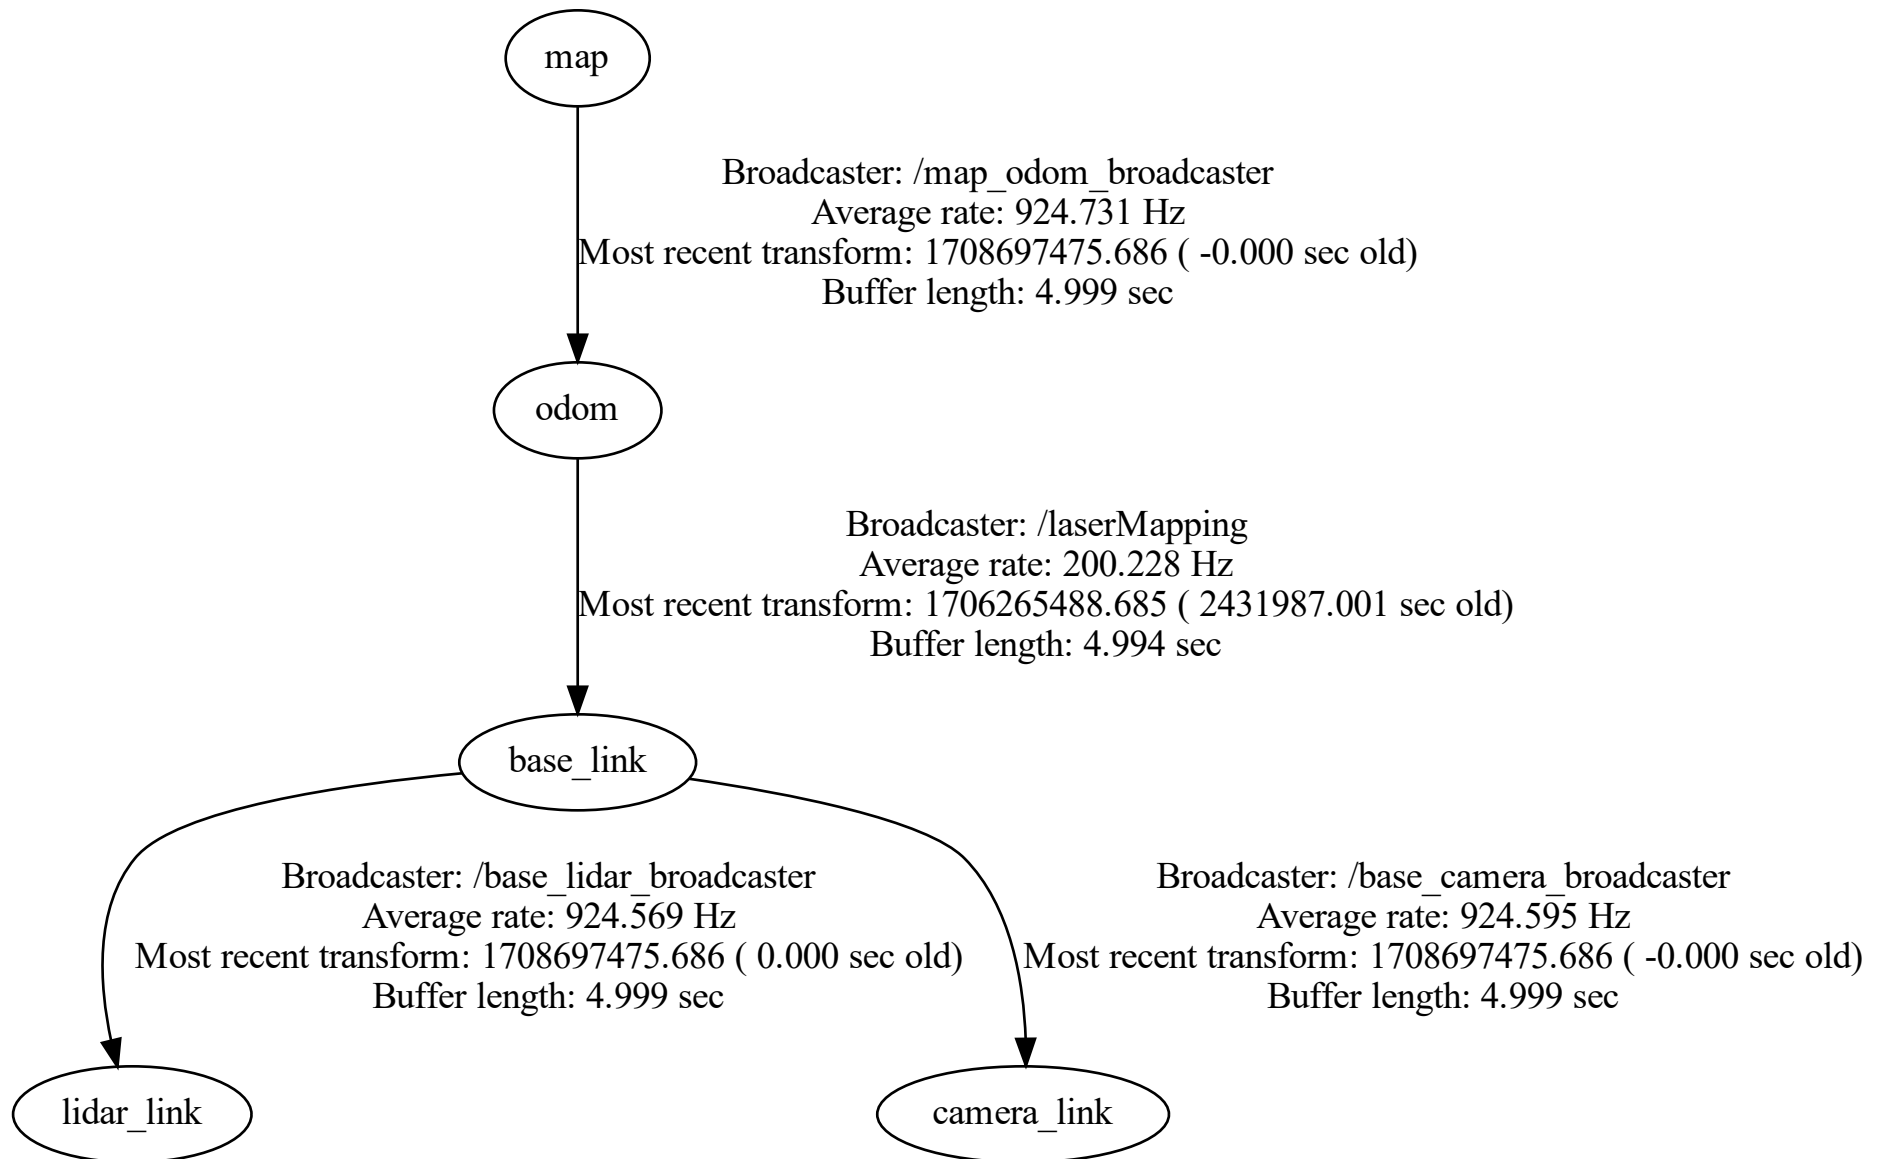 map
Broadcaster: /map_odom_broadcaster
Average rate: 924.731 Hz
Most recent transform: 1708697475.686 ( -0.000 sec old)
Buffer length: 4.999 sec
odom
Broadcaster: /laserMapping
Average rate: 200.228 Hz
Most recent transform: 1706265488.685 ( 2431987.001 sec old)
Buffer length: 4.994 sec
base_link
Broadcaster: /base_lidar_broadcaster
Average rate: 924.569 Hz
Most recent transform: 1708697475.686 ( 0.000 sec old)
Buffer length: 4.999 sec
Broadcaster: /base_camera_broadcaster
Average rate: 924.595 Hz
Most recent transform: 1708697475.686 ( -0.000 sec old)
Buffer length: 4.999 sec
lidar_link
camera_link